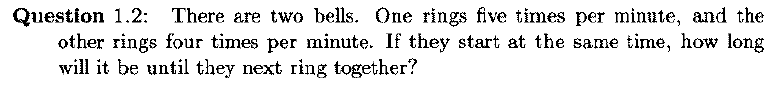 Question 1.2: There are two bells. One rings five times per minute, and the
other rings four times per minute. If they start at the same time, how long
will it be until they next ring together?